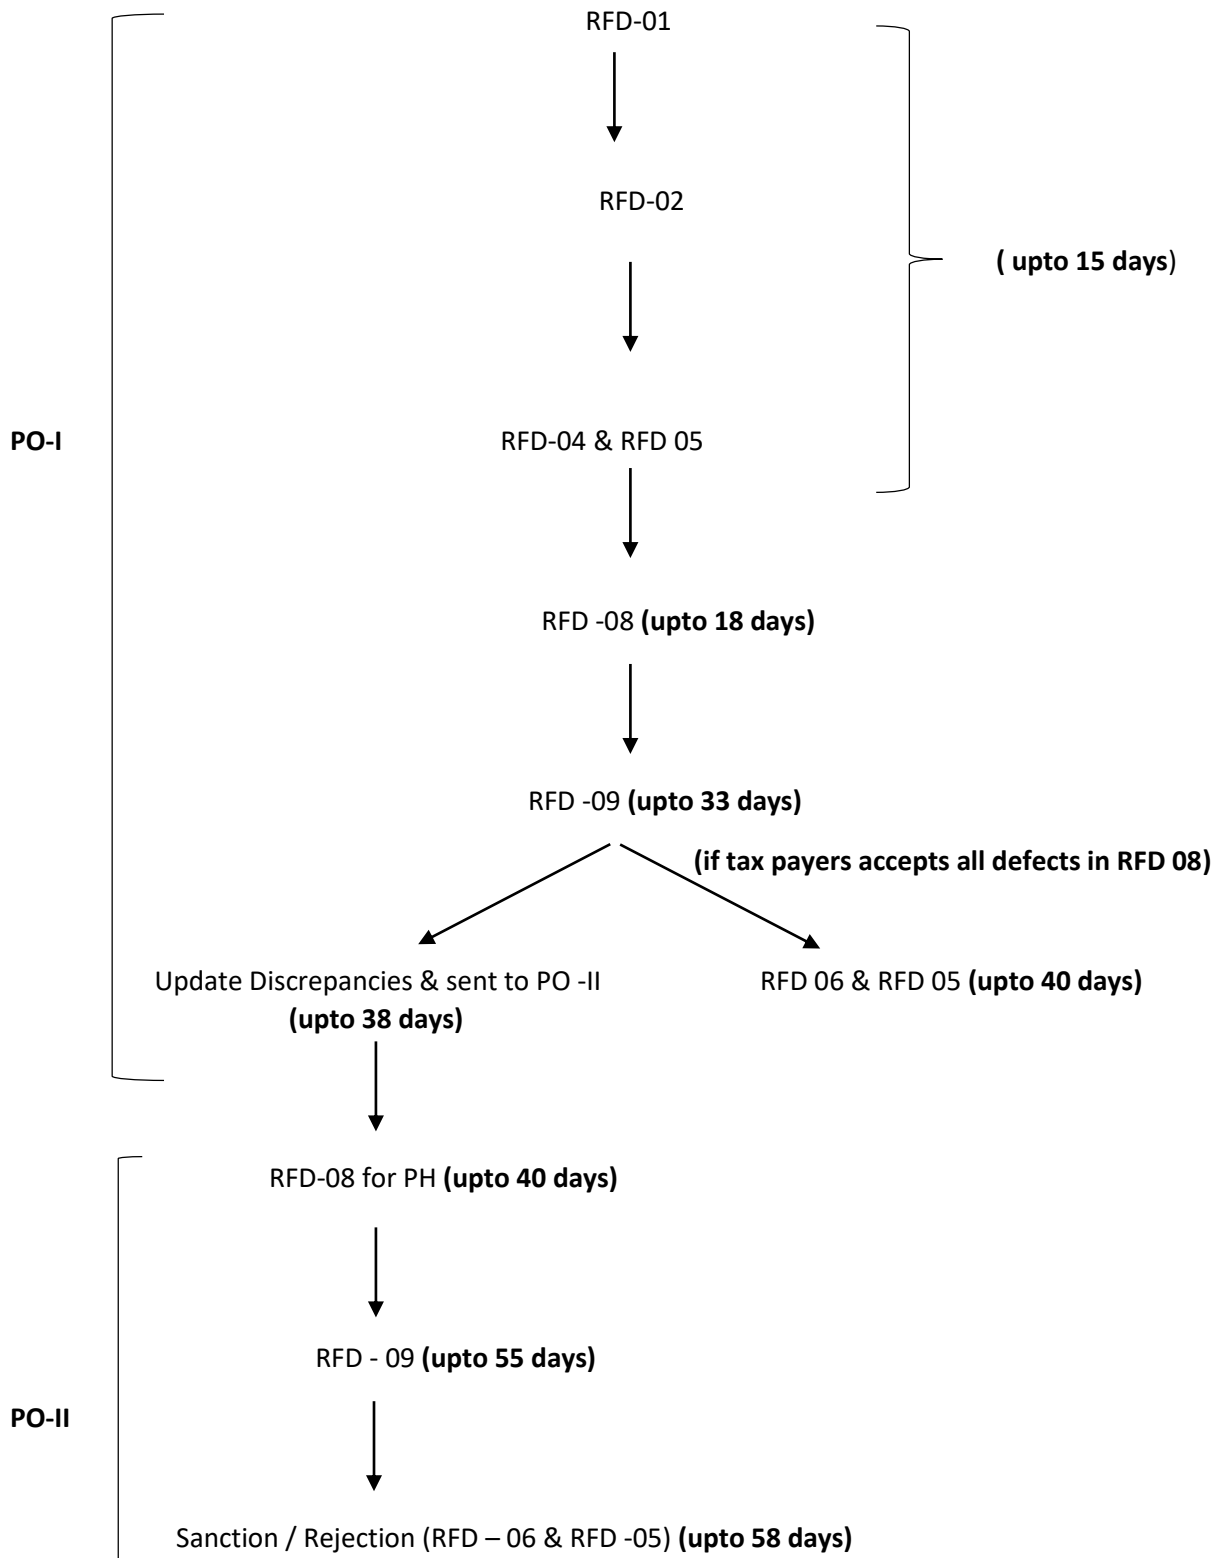 RFD-01
RFD-02
( upto 15 days)
PO-I
RFD-04 & RFD 05
RFD -08 (upto 18 days)
RFD -09 (upto 33 days)
(if tax payers accepts all defects in RFD 08)
Update Discrepancies & sent to PO -II
(upto 38 days)
RFD 06 & RFD 05 (upto 40 days)
RFD-08 for PH (upto 40 days)
RFD - 09 (upto 55 days)
PO-II
Sanction / Rejection (RFD – 06 & RFD -05) (upto 58 days)